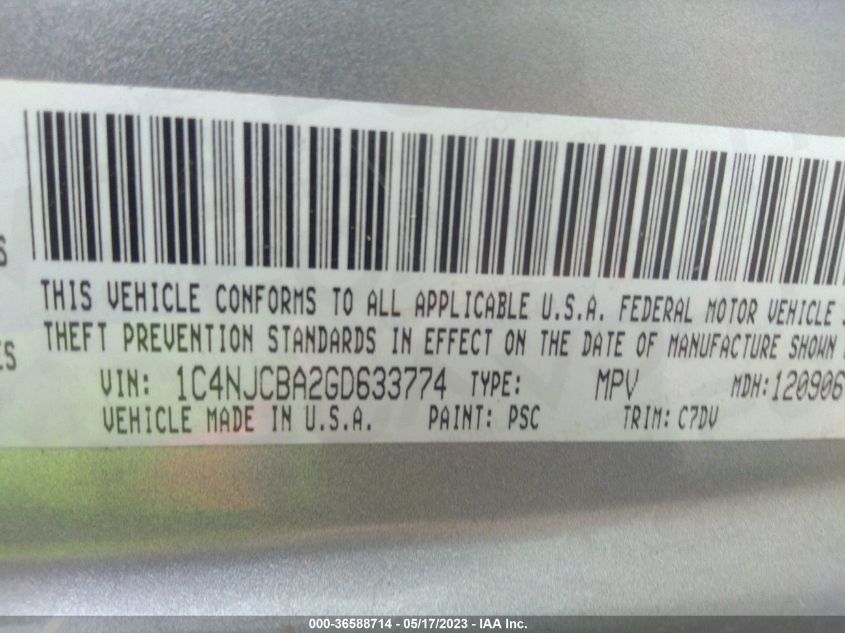 THIS VEHICLE CONFORMS TO ALL APPLICABLE U.S.A. FEDERAL MOTOR VEHICLE
THEFT PREVENTION STANDARDS IN EFFECT ON THE DATE OF MANUFACTURE SHOWN
VIN: 1C4NJCBA2GD633774 TYPE: MPV MDH:120906
VEHICLE MADE IN U.S.A. PAINT: PSC TRIM: C7DV
000-36588714 - 05/17/2023 - IAA Inc.